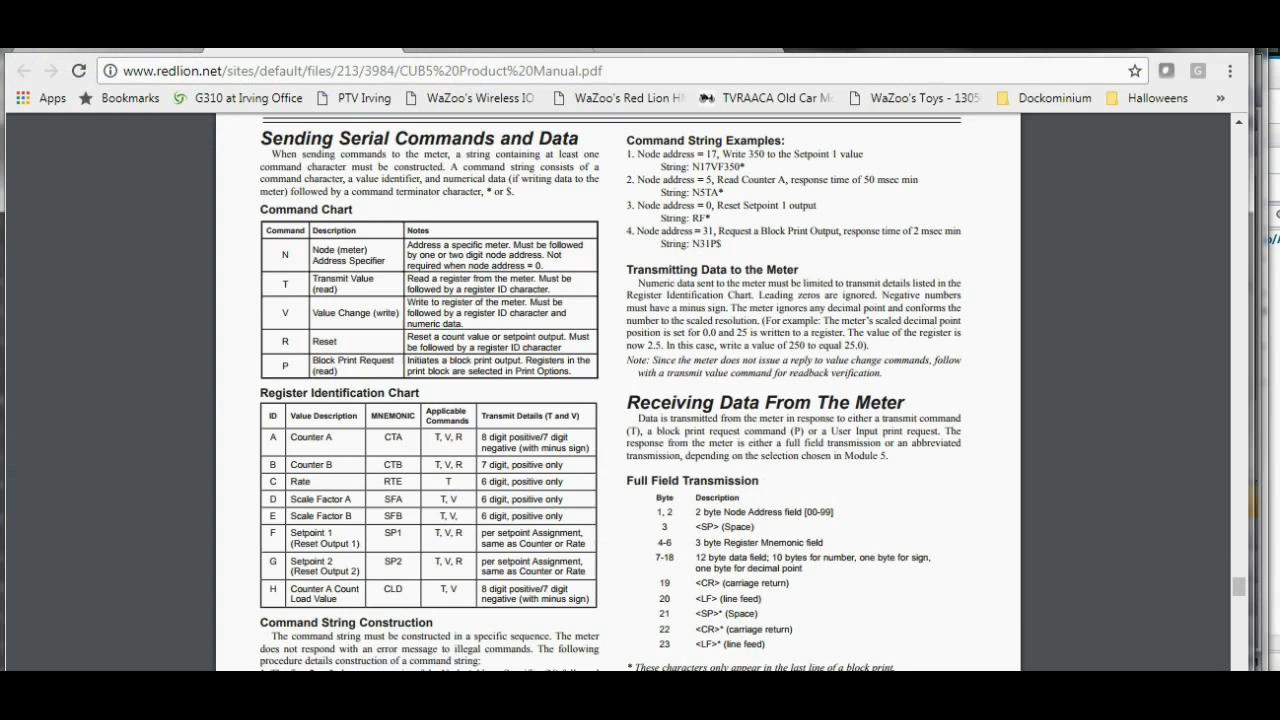 www.redlion.net/sites/default/files/213/3984/CUB5%20Product%20Manual.pdf
Apps Bookmarks G310 at Irving Office PTV Irving WaZoo's Wireless IO WaZoo's Red Lion H TVRAACA Old Car Mo WaZoo's Toys - 1305 Dockominium Halloweens »
Sending Serial Commands and Data
When sending commands to the meter, a string containing at least one
command character must be constructed. A command string consists of a
command character, a value identifier, and numerical data (if writing data to the
meter) followed by a command terminator character, * or $.
Command Chart
Command Description Notes
N Node (meter) Address Specifier Address a specific meter. Must be followed
by one or two digit node address. Not
required when node address = 0.
T Transmit Value (read) Read a register from the meter. Must be
followed by a register ID character.
V Value Change (write) Write to register of the meter. Must be
followed by a register ID character and
numeric data.
R Reset Reset a count value or setpoint output. Must
be followed by a register ID character
P Block Print Request (read) Initiates a block print output. Registers in the
print block are selected in Print Options.
Register Identification Chart
ID Value Description MNEMONIC Applicable Commands Transmit Details (T and V)
A Counter A CTA T, V, R 8 digit positive/7 digit
negative (with minus sign)
B Counter B CTB T, V, R 7 digit, positive only
C Rate RTE T 6 digit, positive only
D Scale Factor A SFA T, V 6 digit, positive only
E Scale Factor B SFB T, V, 6 digit, positive only
F Setpoint 1 (Reset Output 1) SP1 T, V, R per setpoint Assignment,
same as Counter or Rate
G Setpoint 2 (Reset Output 2) SP2 T, V, R per setpoint Assignment,
same as Counter or Rate
H Counter A Count Load Value CLD T, V 8 digit positive/7 digit
negative (with minus sign)
Command String Construction
The command string must be constructed in a specific sequence. The meter
does not respond with an error message to illegal commands. The following
procedure details construction of a command string:
Command String Examples:
1. Node address = 17, Write 350 to the Setpoint 1 value
String: N17VF350*
2. Node address = 5, Read Counter A, response time of 50 msec min
String: N5TA*
3. Node address = 0, Reset Setpoint 1 output
String: RF*
4. Node address = 31, Request a Block Print Output, response time of 2 msec min
String: N31P$
Transmitting Data to the Meter
Numeric data sent to the meter must be limited to transmit details listed in the
Register Identification Chart. Leading zeros are ignored. Negative numbers
must have a minus sign. The meter ignores any decimal point and conforms the
number to the scaled resolution. (For example: The meter's scaled decimal point
position is set for 0.0 and 25 is written to a register. The value of the register is
now 2.5. In this case, write a value of 250 to equal 25.0).
Note: Since the meter does not issue a reply to value change commands, follow
with a transmit value command for readback verification.
Receiving Data From The Meter
Data is transmitted from the meter in response to either a transmit command
(T), a block print request command (P) or a User Input print request. The
response from the meter is either a full field transmission or an abbreviated
transmission, depending on the selection chosen in Module 5.
Full Field Transmission
Byte Description
1, 2 2 byte Node Address field [00-99]
3 <SP> (Space)
4-6 3 byte Register Mnemonic field
7-18 12 byte data field; 10 bytes for number, one byte for sign,
one byte for decimal point
19 <CR> (carriage return)
20 <LF> (line feed)
21 <SP>* (Space)
22 <CR>* (carriage return)
23 <LF>* (line feed)
* These characters only appear in the last line of a block print.